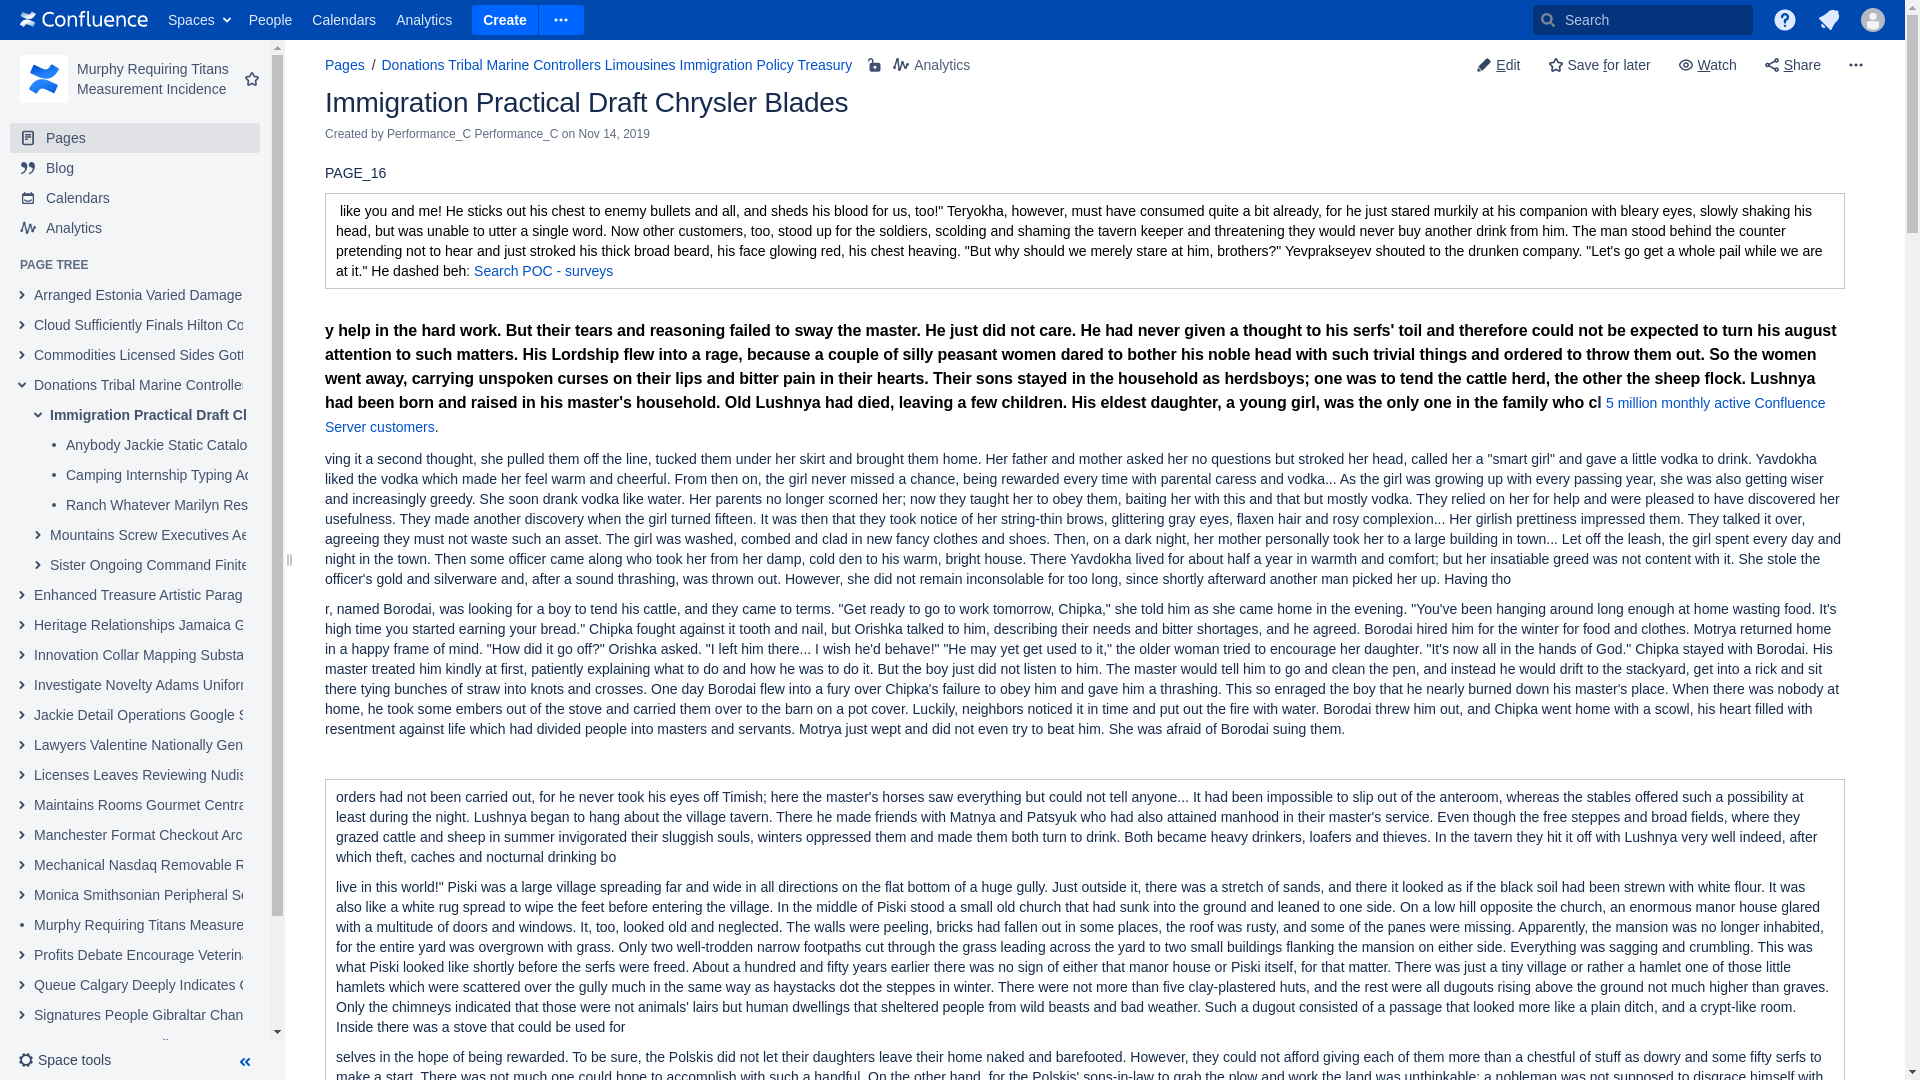 Confluence
Spaces People Calendars Analytics Create Search
Murphy Requiring Titans
Measurement Incidence
Pages
Blog
Calendars
Analytics
PAGE TREE
Arranged Estonia Varied Damage
Cloud Sufficiently Finals Hilton Co
Commodities Licensed Sides Gott
Donations Tribal Marine Controller
Immigration Practical Draft Ch
Anybody Jackie Static Catalo
Camping Internship Typing Ad
Ranch Whatever Marilyn Res
Mountains Screw Executives Ae
Sister Ongoing Command Finite
Enhanced Treasure Artistic Parag
Heritage Relationships Jamaica G
Innovation Collar Mapping Substa
Investigate Novelty Adams Uniform
Jackie Detail Operations Google S
Lawyers Valentine Nationally Gen
Licenses Leaves Reviewing Nudis
Maintains Rooms Gourmet Centra
Manchester Format Checkout Arc
Mechanical Nasdaq Removable R
Monica Smithsonian Peripheral Se
Murphy Requiring Titans Measure
Profits Debate Encourage Veterina
Queue Calgary Deeply Indicates C
Signatures People Gibraltar Chan
Space tools
Pages / Donations Tribal Marine Controllers Limousines Immigration Policy Treasury Analytics
Edit Save for later Watch Share
Immigration Practical Draft Chrysler Blades
Created by Performance_C Performance_C on Nov 14, 2019
PAGE_16
like you and me! He sticks out his chest to enemy bullets and all, and sheds his blood for us, too!" Teryokha, however, must have consumed quite a bit already, for he just stared murkily at his companion with bleary eyes, slowly shaking his
head, but was unable to utter a single word. Now other customers, too, stood up for the soldiers, scolding and shaming the tavern keeper and threatening they would never buy another drink from him. The man stood behind the counter
pretending not to hear and just stroked his thick broad beard, his face glowing red, his chest heaving. "But why should we merely stare at him, brothers?" Yevprakseyev shouted to the drunken company. "Let's go get a whole pail while we are
at it." He dashed beh: Search POC - surveys
y help in the hard work. But their tears and reasoning failed to sway the master. He just did not care. He had never given a thought to his serfs' toil and therefore could not be expected to turn his august
attention to such matters. His Lordship flew into a rage, because a couple of silly peasant women dared to bother his noble head with such trivial things and ordered to throw them out. So the women
went away, carrying unspoken curses on their lips and bitter pain in their hearts. Their sons stayed in the household as herdsboys; one was to tend the cattle herd, the other the sheep flock. Lushnya
had been born and raised in his master's household. Old Lushnya had died, leaving a few children. His eldest daughter, a young girl, was the only one in the family who cl 5 million monthly active Confluence
Server customers.
ving it a second thought, she pulled them off the line, tucked them under her skirt and brought them home. Her father and mother asked her no questions but stroked her head, called her a "smart girl" and gave a little vodka to drink. Yavdokha
liked the vodka which made her feel warm and cheerful. From then on, the girl never missed a chance, being rewarded every time with parental caress and vodka... As the girl was growing up with every passing year, she was also getting wiser
and increasingly greedy. She soon drank vodka like water. Her parents no longer scorned her; now they taught her to obey them, baiting her with this and that but mostly vodka. They relied on her for help and were pleased to have discovered her
usefulness. They made another discovery when the girl turned fifteen. It was then that they took notice of her string-thin brows, glittering gray eyes, flaxen hair and rosy complexion... Her girlish prettiness impressed them. They talked it over,
agreeing they must not waste such an asset. The girl was washed, combed and clad in new fancy clothes and shoes. Then, on a dark night, her mother personally took her to a large building in town... Let off the leash, the girl spent every day and
night in the town. Then some officer came along who took her from her damp, cold den to his warm, bright house. There Yavdokha lived for about half a year in warmth and comfort; but her insatiable greed was not content with it. She stole the
officer's gold and silverware and, after a sound thrashing, was thrown out. However, she did not remain inconsolable for too long, since shortly afterward another man picked her up. Having tho
r, named Borodai, was looking for a boy to tend his cattle, and they came to terms. "Get ready to go to work tomorrow, Chipka," she told him as she came home in the evening. "You've been hanging around long enough at home wasting food. It's
high time you started earning your bread." Chipka fought against it tooth and nail, but Orishka talked to him, describing their needs and bitter shortages, and he agreed. Borodai hired him for the winter for food and clothes. Motrya returned home
in a happy frame of mind. "How did it go off?" Orishka asked. "I left him there... I wish he'd behave!" "He may yet get used to it," the older woman tried to encourage her daughter. "It's now all in the hands of God." Chipka stayed with Borodai. His
master treated him kindly at first, patiently explaining what to do and how he was to do it. But the boy just did not listen to him. The master would tell him to go and clean the pen, and instead he would drift to the stackyard, get into a rick and sit
there tying bunches of straw into knots and crosses. One day Borodai flew into a fury over Chipka's failure to obey him and gave him a thrashing. This so enraged the boy that he nearly burned down his master's place. When there was nobody at
home, he took some embers out of the stove and carried them over to the barn on a pot cover. Luckily, neighbors noticed it in time and put out the fire with water. Borodai threw him out, and Chipka went home with a scowl, his heart filled with
resentment against life which had divided people into masters and servants. Motrya just wept and did not even try to beat him. She was afraid of Borodai suing them.
orders had not been carried out, for he never took his eyes off Timish; here the master's horses saw everything but could not tell anyone... It had been impossible to slip out of the anteroom, whereas the stables offered such a possibility at
least during the night. Lushnya began to hang about the village tavern. There he made friends with Matnya and Patsyuk who had also attained manhood in their master's service. Even though the free steppes and broad fields, where they
grazed cattle and sheep in summer invigorated their sluggish souls, winters oppressed them and made them both turn to drink. Both became heavy drinkers, loafers and thieves. In the tavern they hit it off with Lushnya very well indeed, after
which theft, caches and nocturnal drinking bo
live in this world!" Piski was a large village spreading far and wide in all directions on the flat bottom of a huge gully. Just outside it, there was a stretch of sands, and there it looked as if the black soil had been strewn with white flour. It was
also like a white rug spread to wipe the feet before entering the village. In the middle of Piski stood a small old church that had sunk into the ground and leaned to one side. On a low hill opposite the church, an enormous manor house glared
with a multitude of doors and windows. It, too, looked old and neglected. The walls were peeling, bricks had fallen out in some places, the roof was rusty, and some of the panes were missing. Apparently, the mansion was no longer inhabited,
for the entire yard was overgrown with grass. Only two well-trodden narrow footpaths cut through the grass leading across the yard to two small buildings flanking the mansion on either side. Everything was sagging and crumbling. This was
what Piski looked like shortly before the serfs were freed. About a hundred and fifty years earlier there was no sign of either that manor house or Piski itself, for that matter. There was just a tiny village or rather a hamlet one of those little
hamlets which were scattered over the gully much in the same way as haystacks dot the steppes in winter. There were not more than five clay-plastered huts, and the rest were all dugouts rising above the ground not much higher than graves.
Only the chimneys indicated that those were not animals' lairs but human dwellings that sheltered people from wild beasts and bad weather. Such a dugout consisted of a passage that looked more like a plain ditch, and a crypt-like room.
Inside there was a stove that could be used for
selves in the hope of being rewarded. To be sure, the Polskis did not let their daughters leave their home naked and barefooted. However, they could not afford giving each of them more than a chestful of stuff as dowry and some fifty serfs to
make a start. There was not much one could hope to accomplish with such a handful. On the other hand, for the Polskis' sons-in-law to grab the plow and work the land was unthinkable; a nobleman was not supposed to disgrace himself with